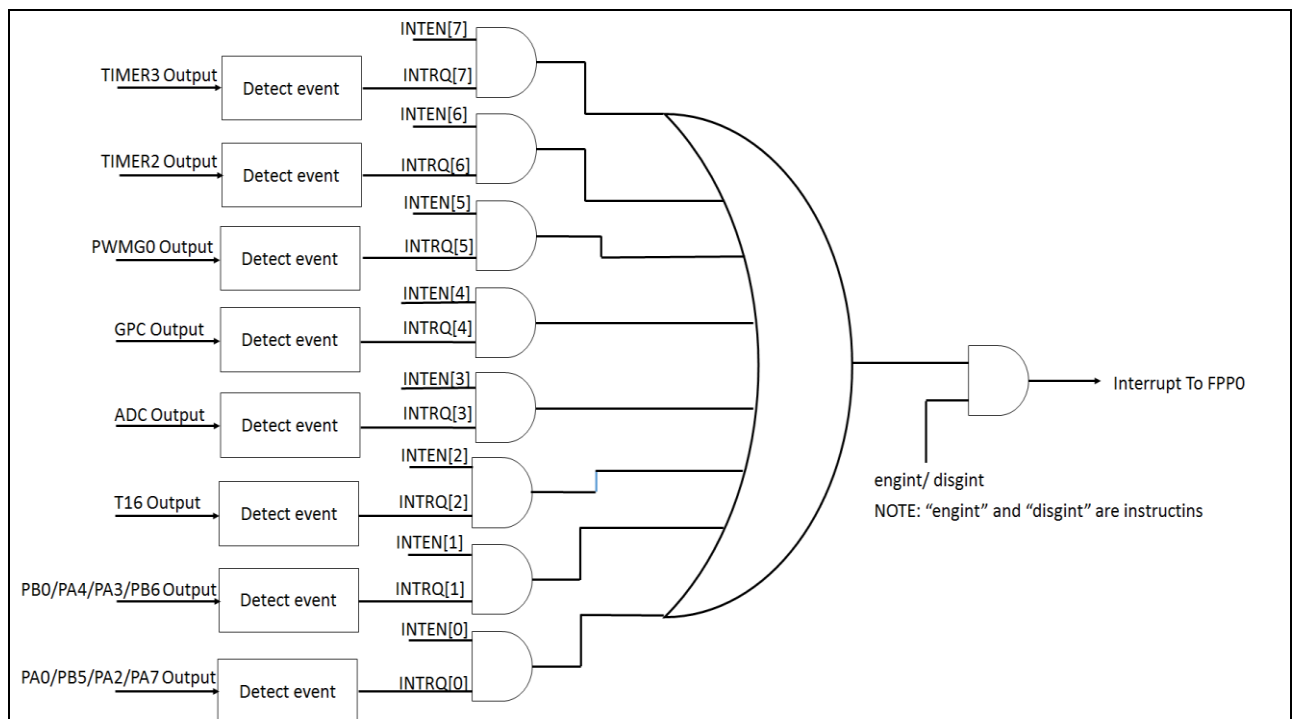 INTEN[7]
TIMER3 Output
Detect event
INTRQ[7]
INTEN[6]
TIMER2 Output
Detect event
INTRQ[6]
INTEN[5]
PWMG0 Output
Detect event
INTRQ[5]
INTEN[4]
GPC Output
Detect event
INTRQ[4]
INTEN[3]
ADC Output
Detect event
INTRQ[3]
INTEN[2]
T16 Output
Detect event
INTRQ[2]
INTEN[1]
PB0/PA4/PA3/PB6 Output
Detect event
INTRQ[1]
INTEN[0]
PA0/PB5/PA2/PA7 Output
Detect event
INTRQ[0]
Interrupt To FPP0
engint/ disgint
NOTE: “engint” and “disgint” are instructins